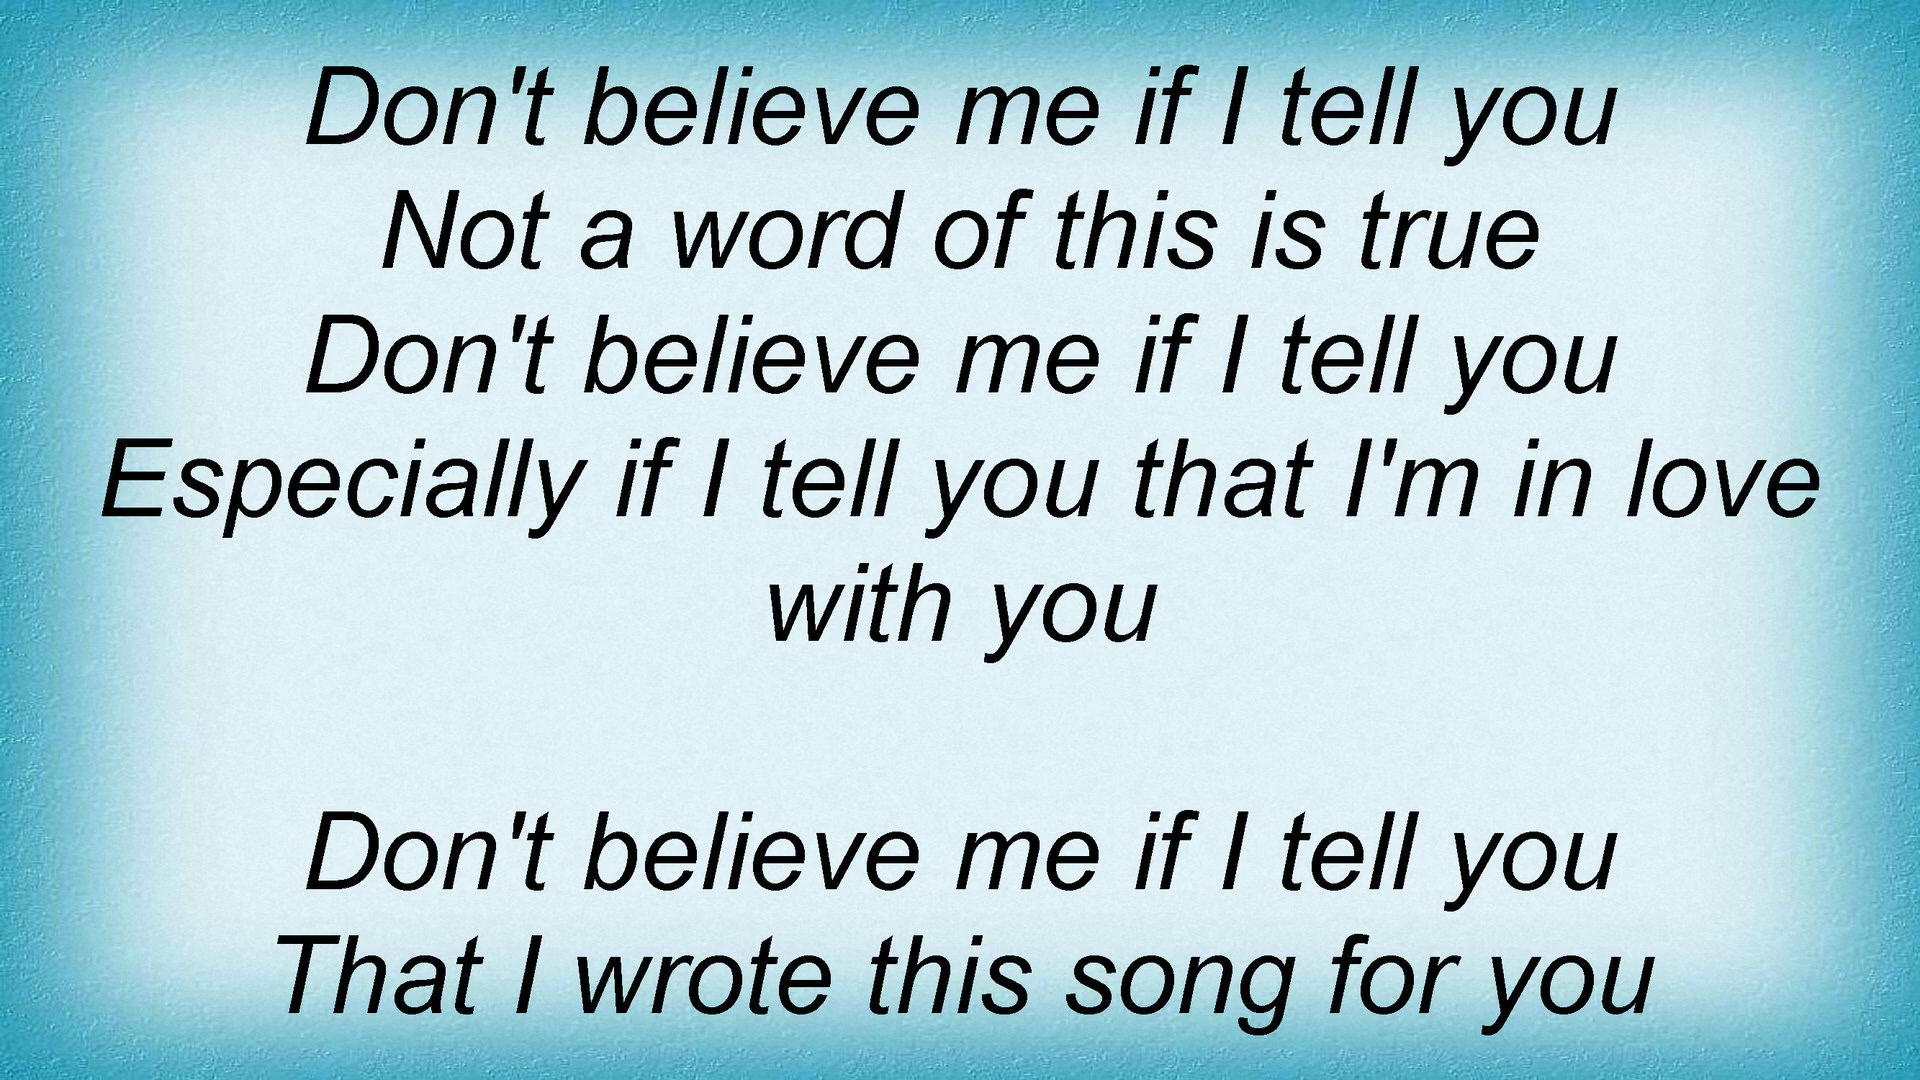 Don't believe me if I tell you
Not a word of this is true
Don't believe me if I tell you
Especially if I tell you that I'm in love
with you
Don't believe me if I tell you
That I wrote this song for you